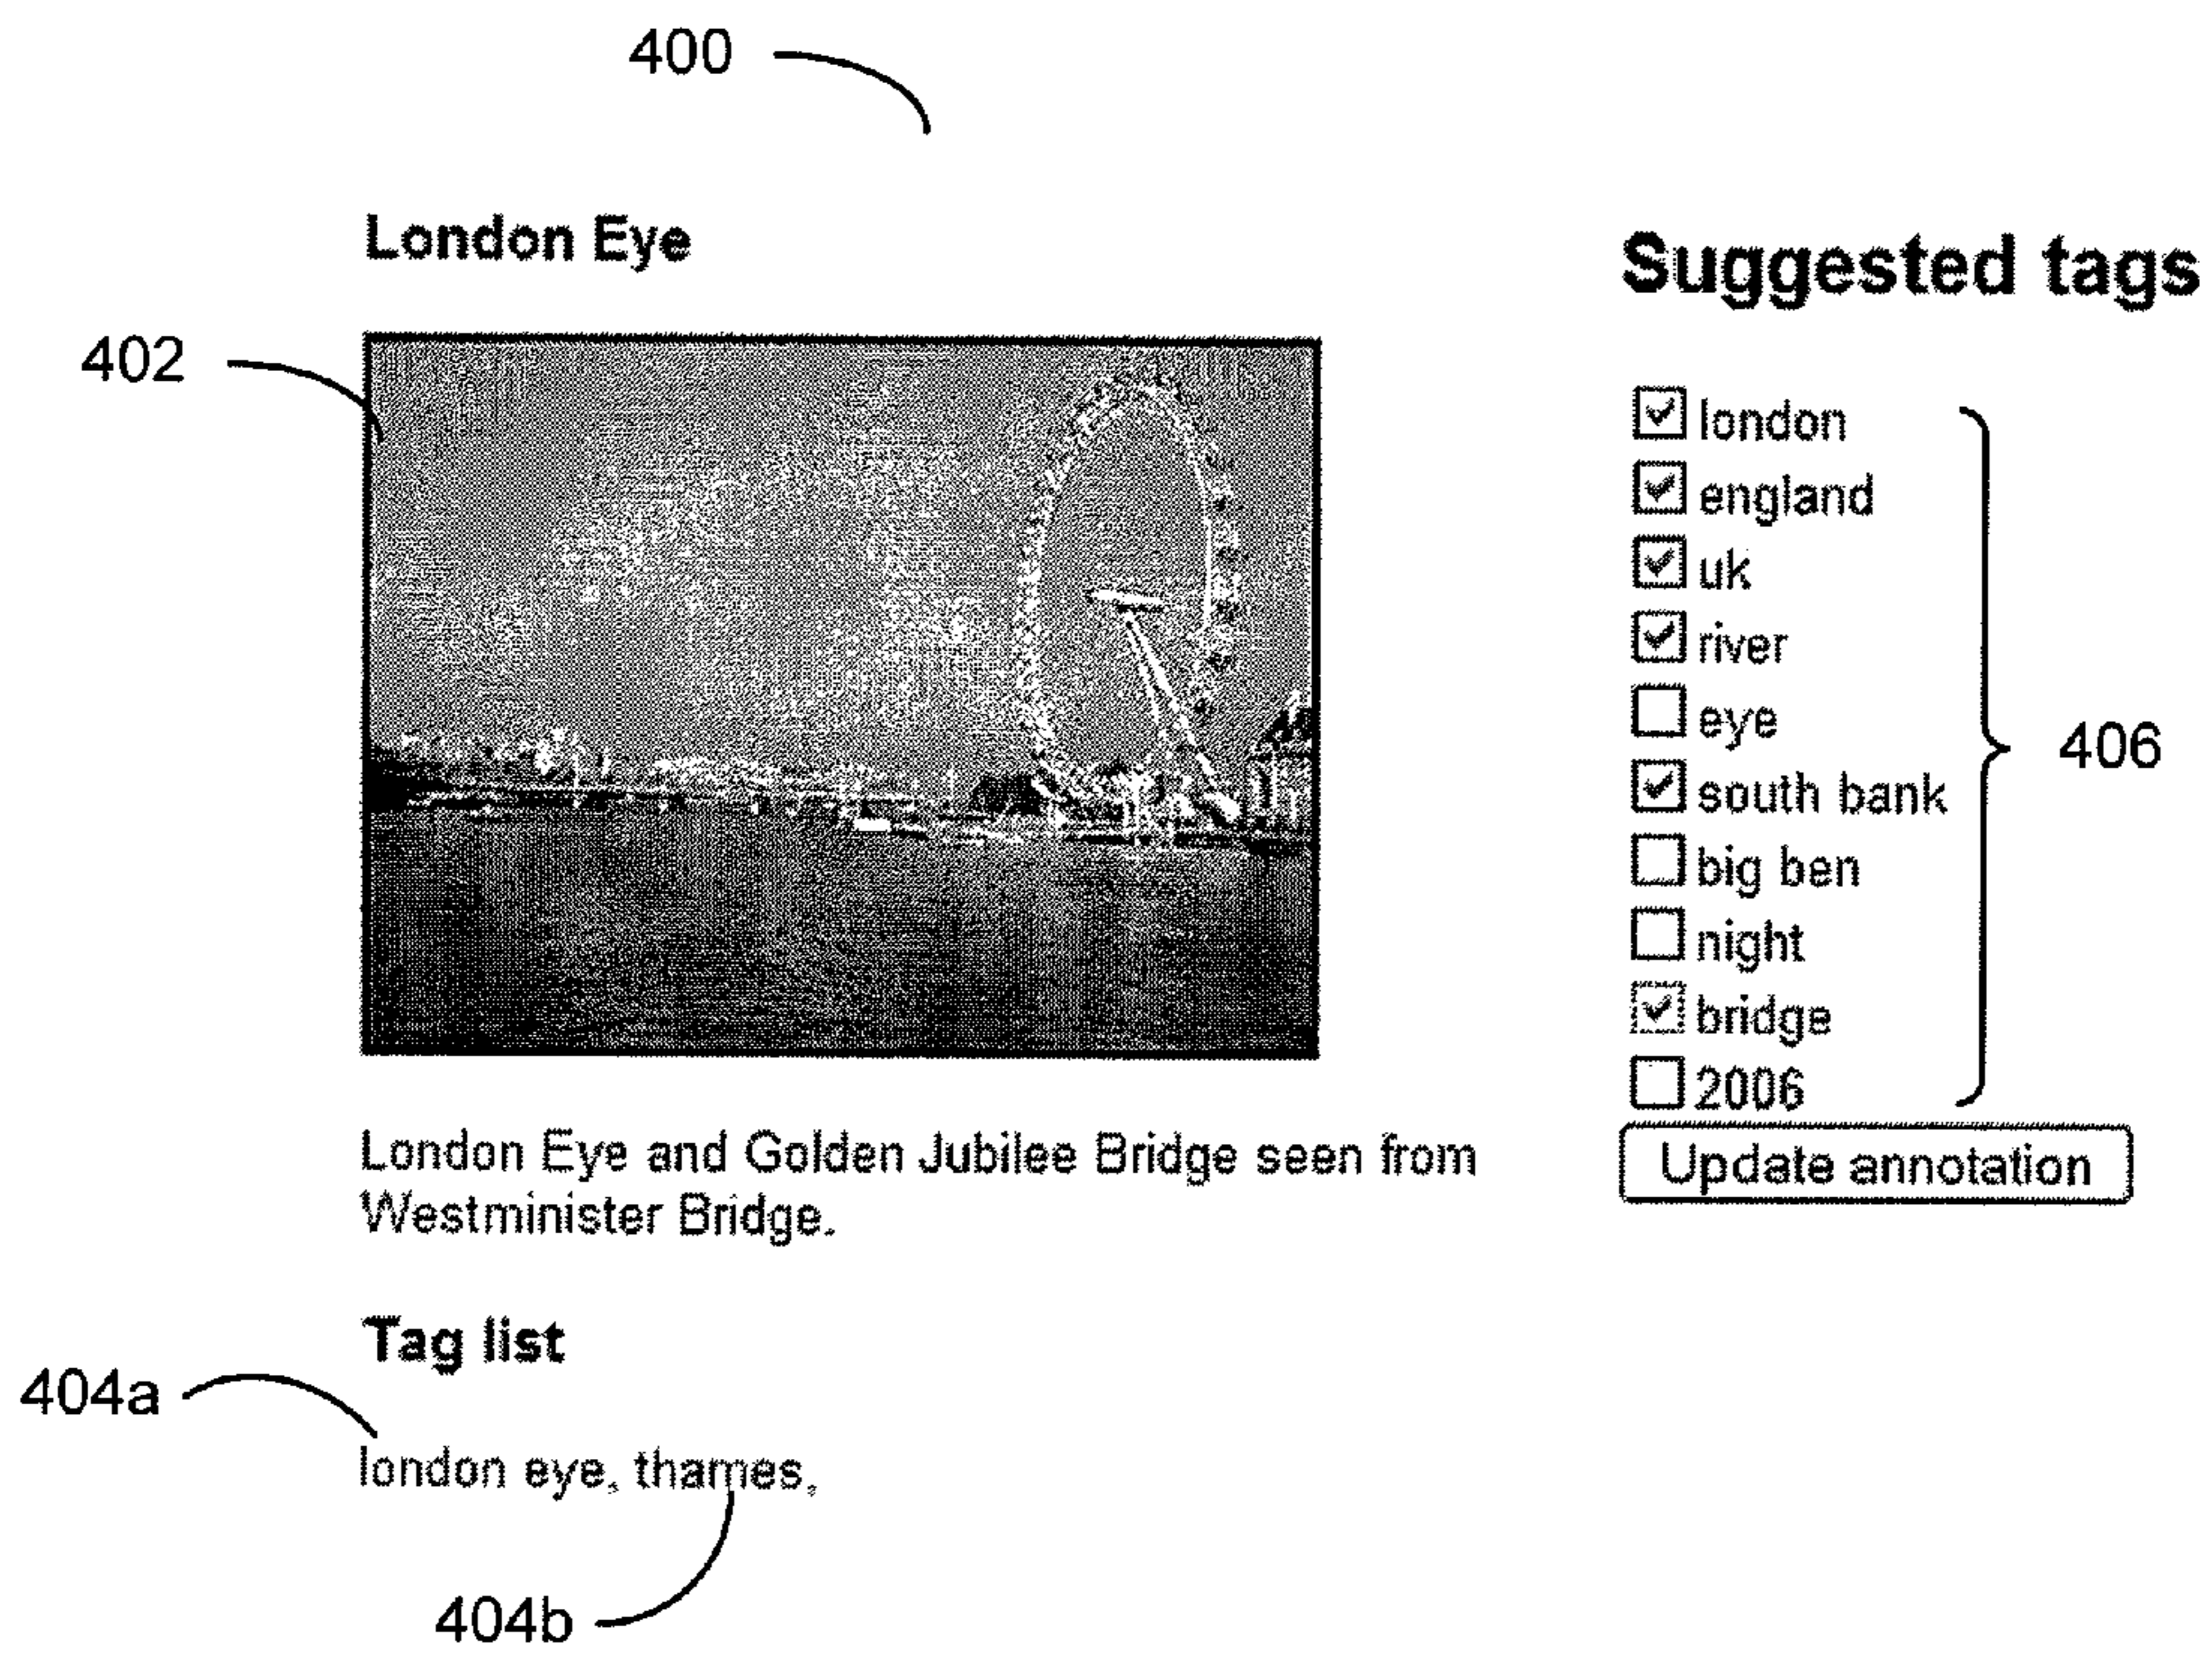 400
London Eye
402
London Eye and Golden Jubilee Bridge seen from
Westminister Bridge.
Tag list
404a
london eye, thames,
404b
Suggested tags
london
england
uk
river
eye
south bank
big ben
night
bridge
2006
406
Update annotation